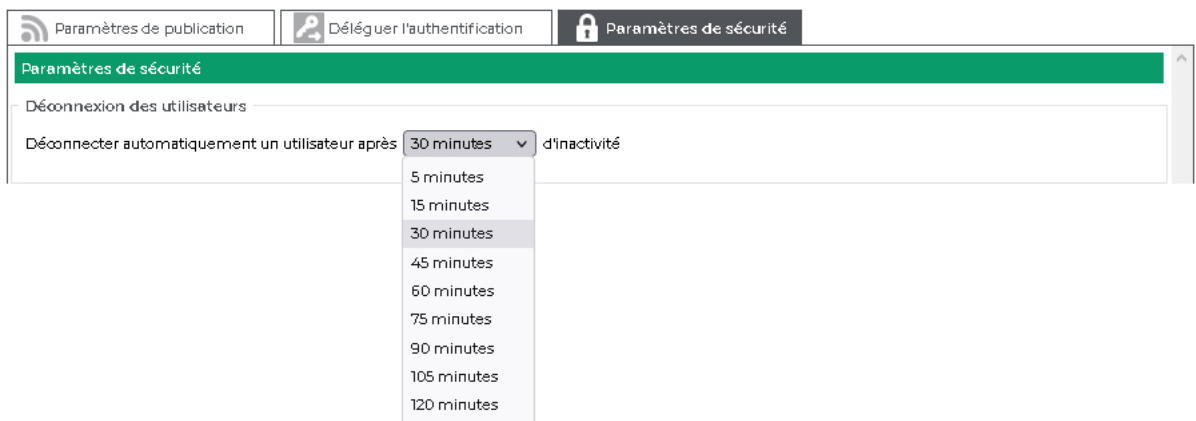 Paramètres de publication
Déléguer l'authentification
Paramètres de sécurité
Paramètres de sécurité
Déconnexion des utilisateurs
Déconnecter automatiquement un utilisateur après 30 minutes d'inactivité
5 minutes
15 minutes
30 minutes
45 minutes
60 minutes
75 minutes
90 minutes
105 minutes
120 minutes